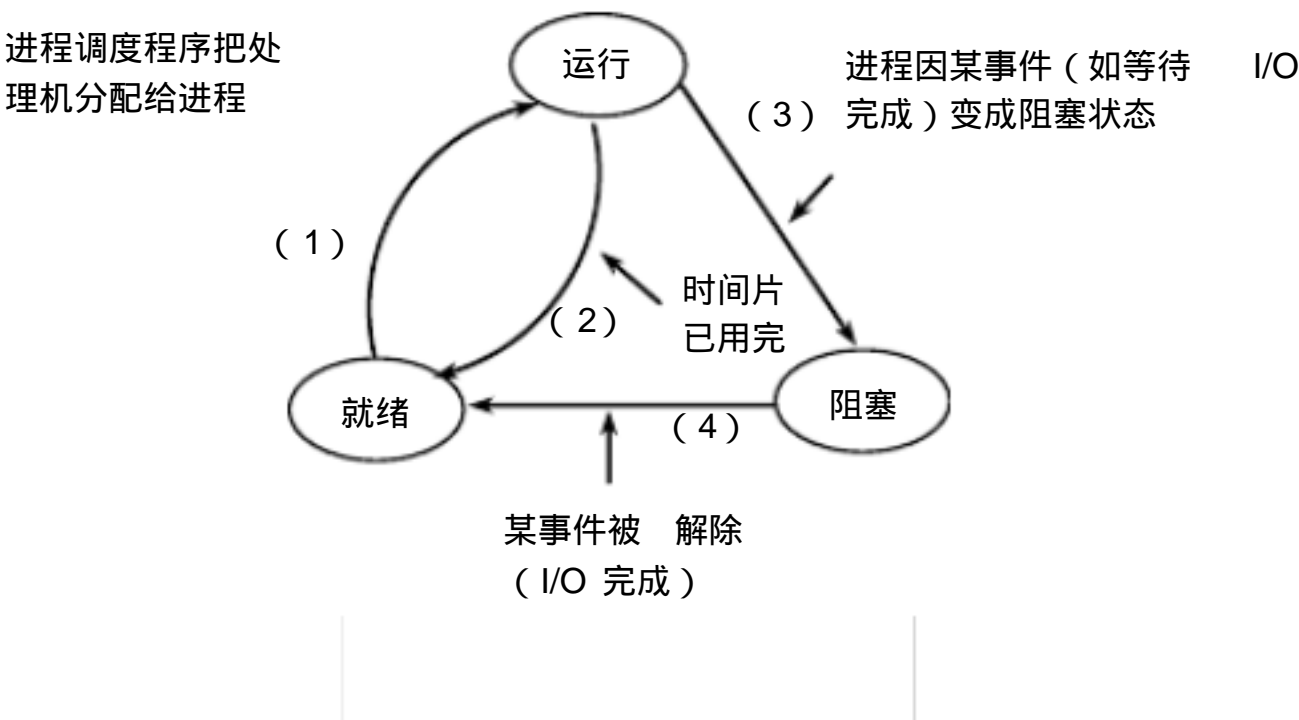 进程调度程序把处
理机分配给进程
运行
进程因某事件(如等待 I/O
(3) 完成)变成阻塞状态
(1)
时间片
(2)
已用完
就绪
阻塞
(4)
某事件被 解除
(I/O 完成)